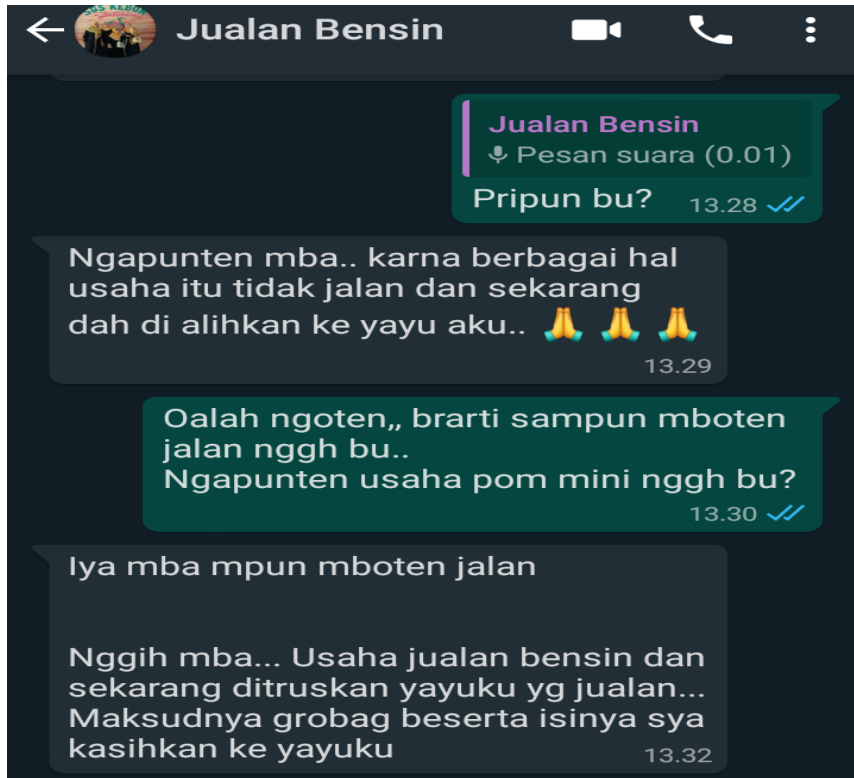 SUS KEBUN
Jualan Bensin
Jualan Bensin
Pesan suara (0.01)
Pripun bu?
13.28
Ngapunten mba.. karna berbagai hal
usaha itu tidak jalan dan sekarang
dah di alihkan ke yayu aku.. 🙏 🙏 🙏
13.29
Oalah ngoten,, brarti sampun mboten
jalan nggh bu..
Ngapunten usaha pom mini nggh bu?
13.30
Iya mba mpun mboten jalan
Nggih mba... Usaha jualan bensin dan
sekarang ditruskan yayuku yg jualan...
Maksudnya grobag beserta isinya sya
kasihkan ke yayuku
13.32